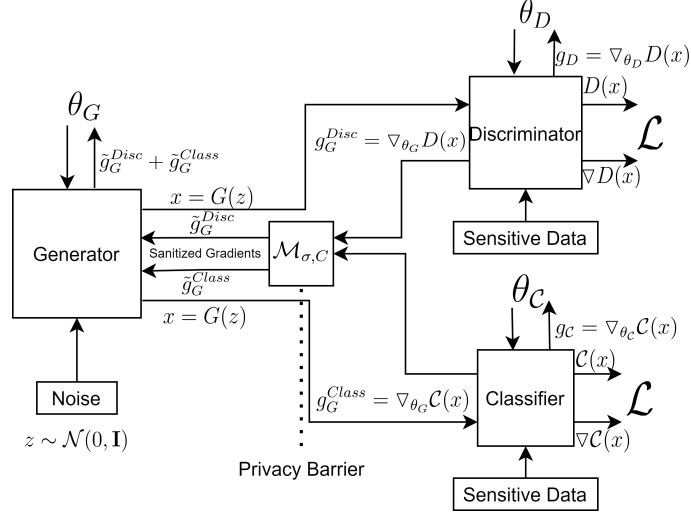 θ_D
g_D = ▽_{θ_D} D(x)
D(x)
Discriminator
ℒ
▽D(x)
Sensitive Data
θ_G
g̃_G^{Disc} + g̃_G^{Class}
g_G^{Disc} = ▽_{θ_G} D(x)
x = G(z)
g̃_G^{Disc}
Generator
Sanitized Gradients
ℳ_{σ,C}
g̃_G^{Class}
x = G(z)
θ_𝒞
g_𝒞 = ▽_{θ_𝒞} 𝒞(x)
𝒞(x)
Noise
g_G^{Class} = ▽_{θ_G} 𝒞(x)
Classifier
ℒ
▽𝒞(x)
z ∼ 𝒩(0, 𝐈)
Privacy Barrier
Sensitive Data